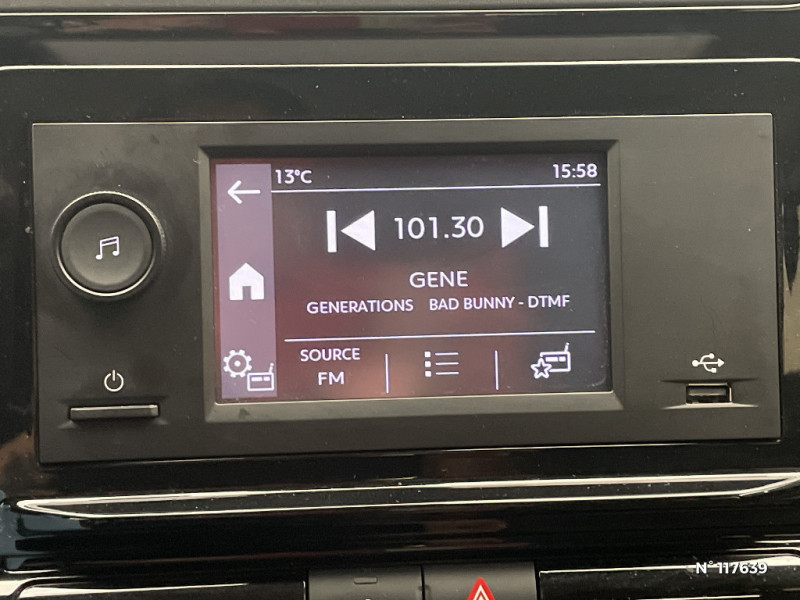 13°C 15:58
101.30
GENE
GENERATIONS BAD BUNNY - DTMF
SOURCE
FM
N° 117639